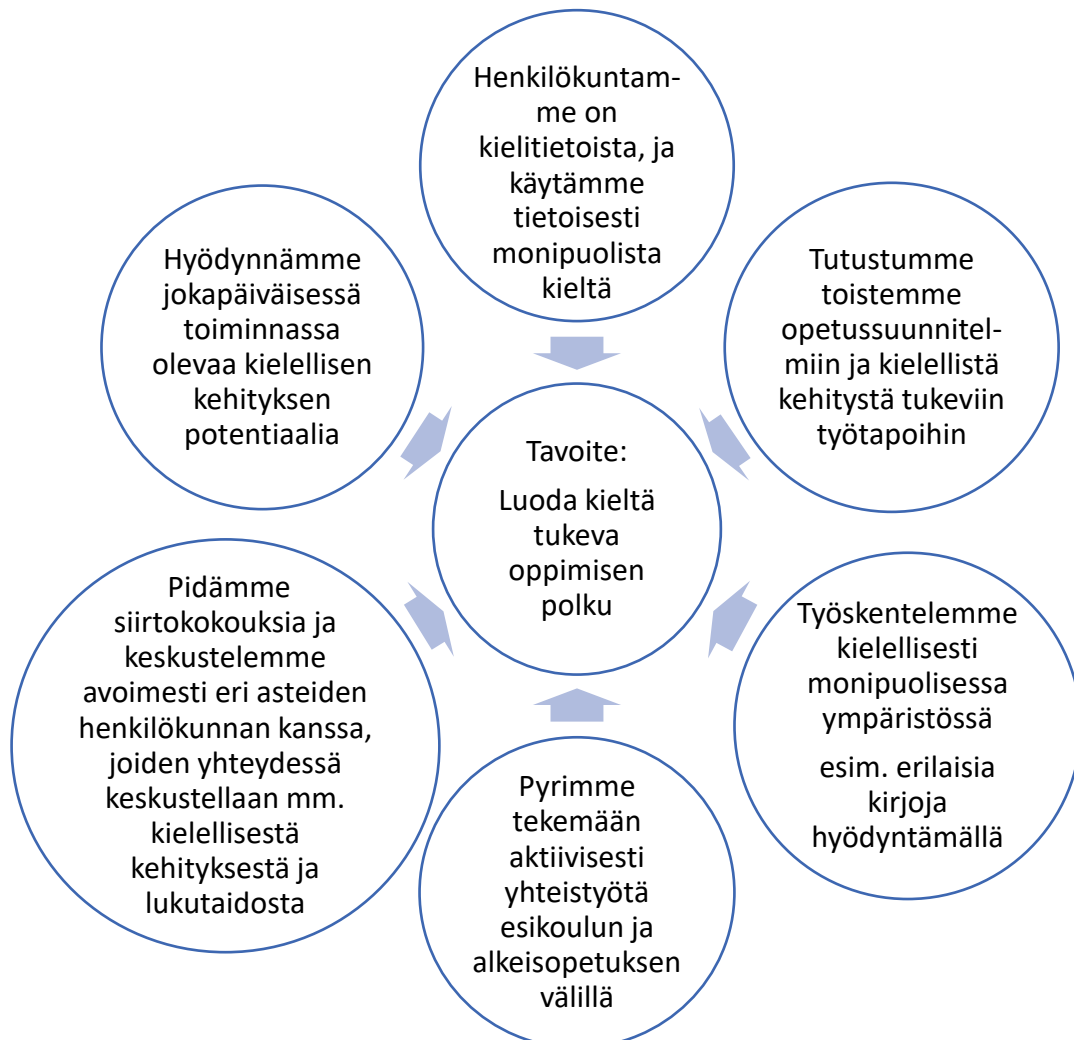 Henkilökuntam-
me on
kielitietoista, ja
käytämme
tietoisesti
monipuolista
kieltä
Tutustumme
toistemme
opetussuunnitel-
miin ja kielellistä
kehitystä tukeviin
työtapoihin
Työskentelemme
kielellisesti
monipuolisessa
ympäristössä
esim. erilaisia
kirjoja
hyödyntämällä
Pyrimme
tekemään
aktiivisesti
yhteistyötä
esikoulun ja
alkeisopetuksen
välillä
Pidämme
siirtokokouksia ja
keskustelemme
avoimesti eri asteiden
henkilökunnan kanssa,
joiden yhteydessä
keskustellaan mm.
kielellisestä
kehityksestä ja
lukutaidosta
Hyödynnämme
jokapäiväisessä
toiminnassa
olevaa kielellisen
kehityksen
potentiaalia
Tavoite:
Luoda kieltä
tukeva
oppimisen
polku